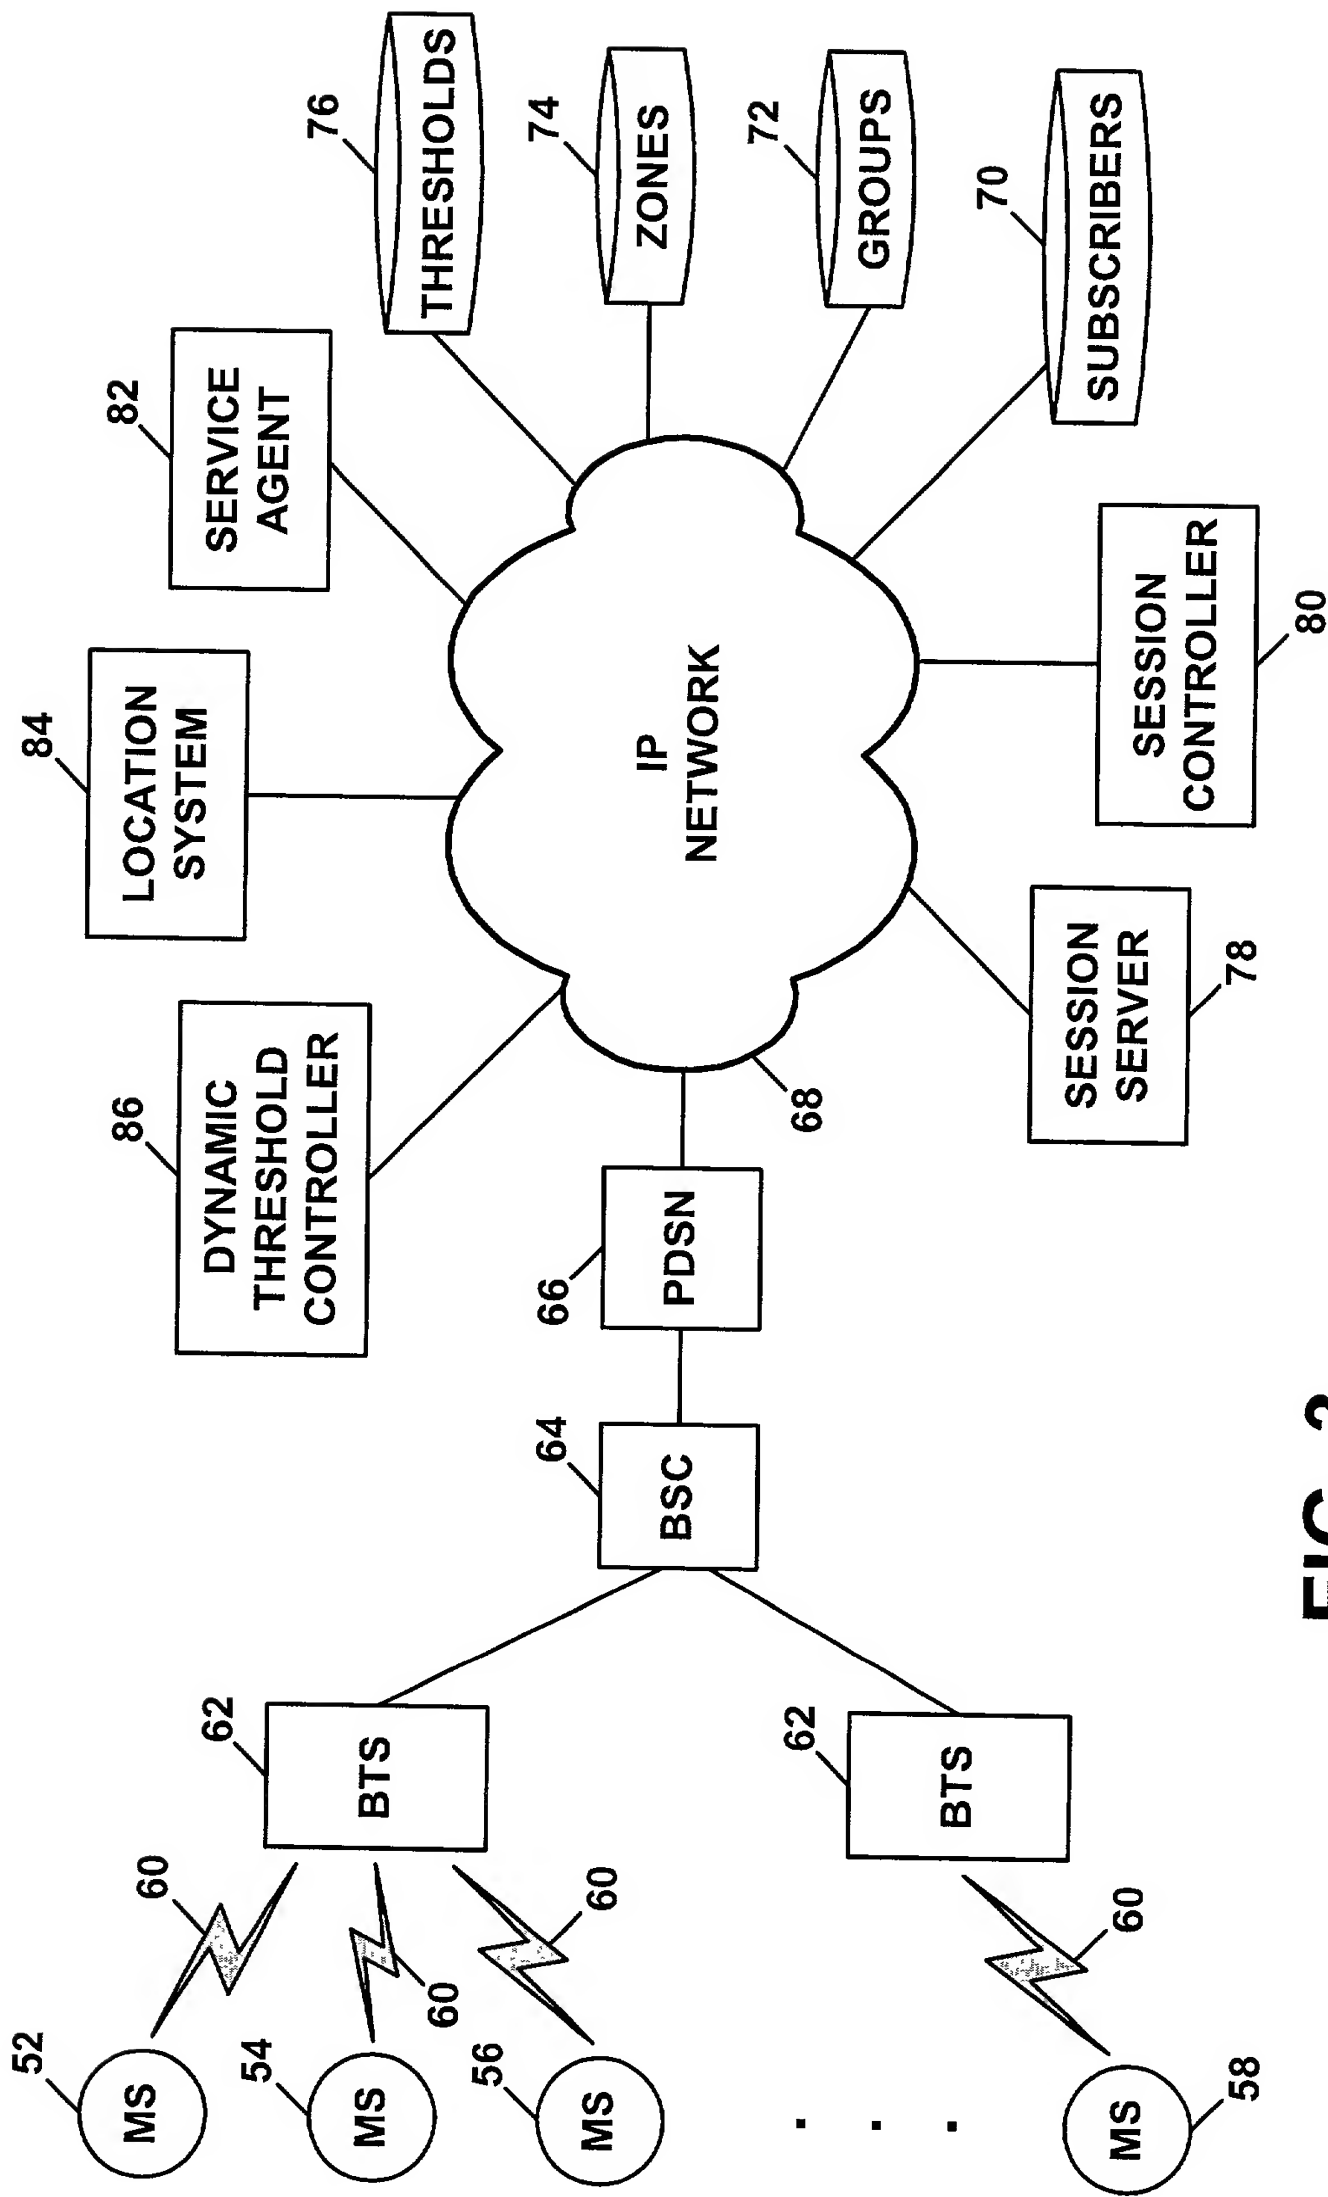 86
DYNAMIC
THRESHOLD
CONTROLLER
84
LOCATION
SYSTEM
82
SERVICE
AGENT
76
THRESHOLDS
74
ZONES
72
GROUPS
70
SUBSCRIBERS
IP
NETWORK
68
52
MS
60
54
MS
60
56
MS
60
58
MS
60
62
BTS
62
BTS
64
BSC
66
PDSN
SESSION
SERVER
78
SESSION
CONTROLLER
80
FIG.